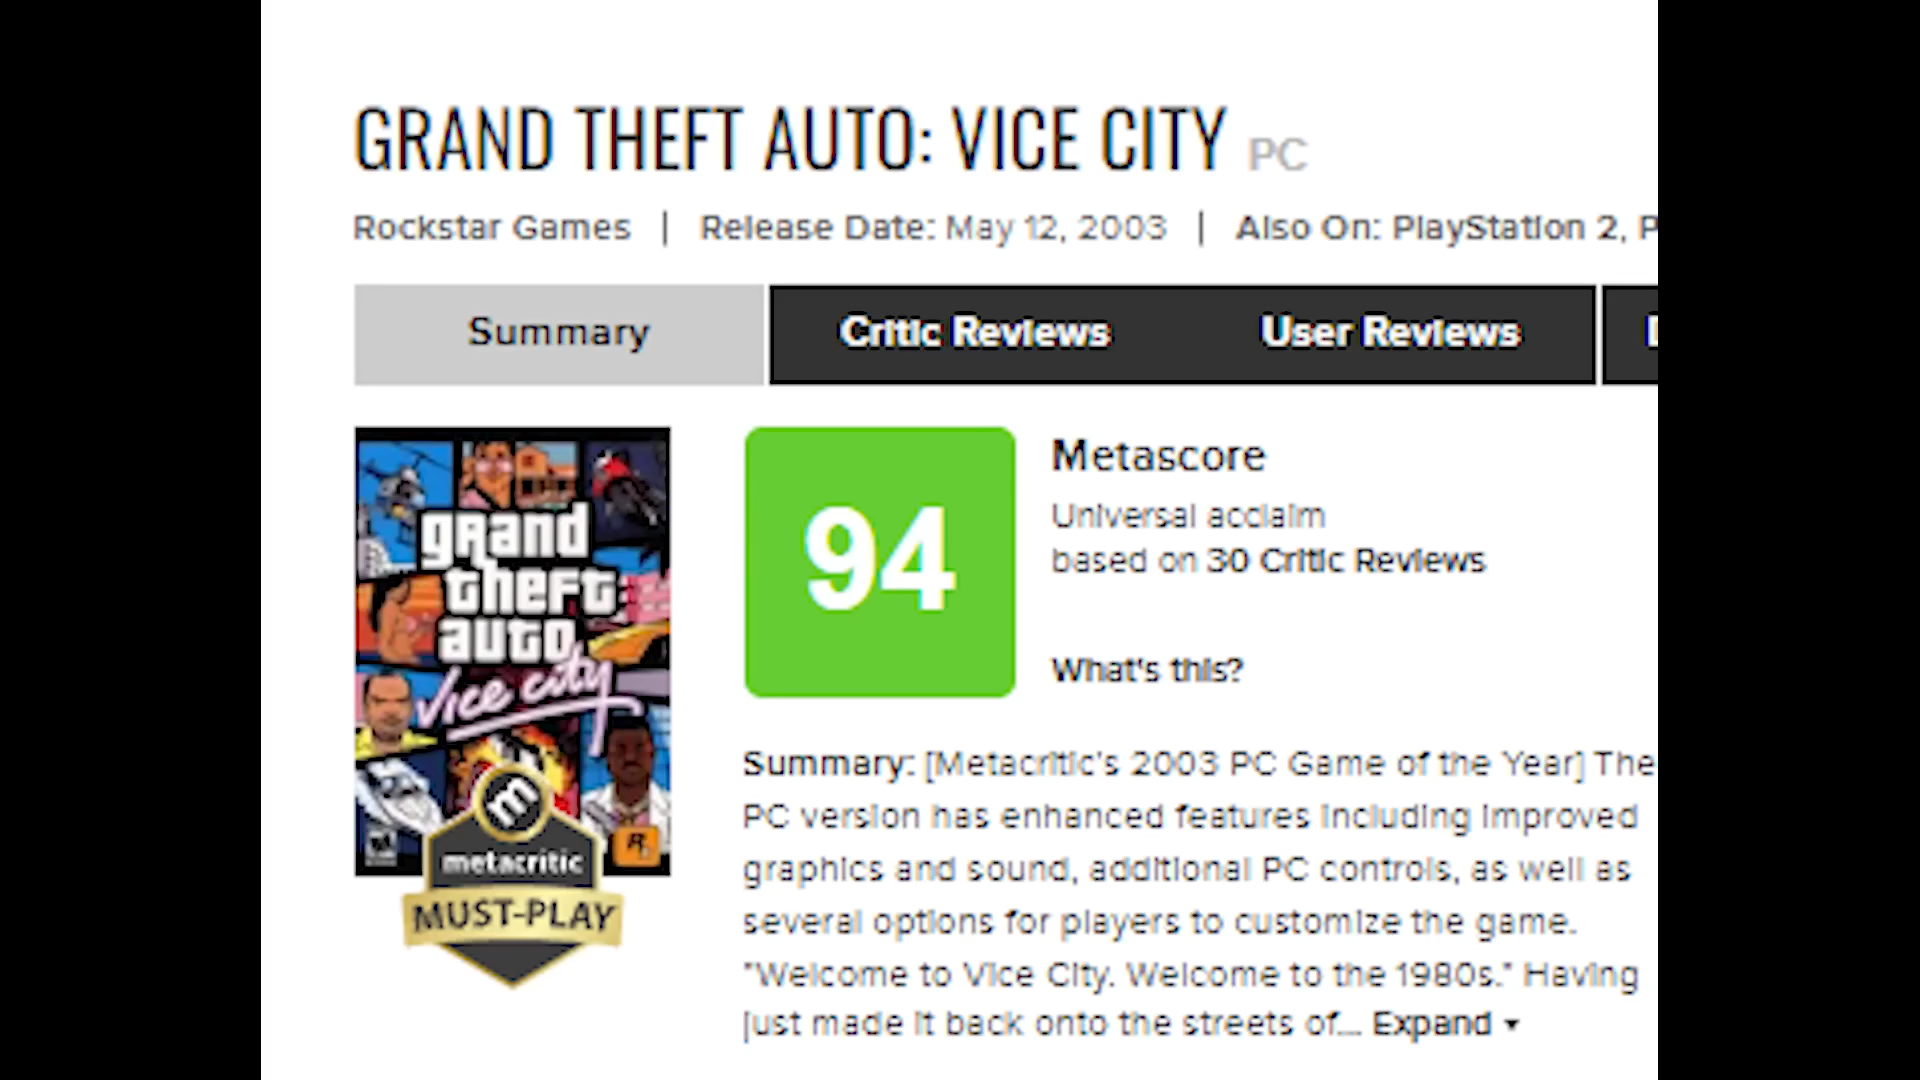 GRAND THEFT AUTO: VICE CITY PC
Rockstar Games | Release Date: May 12, 2003 | Also On: PlayStation 2, P
Summary Critic Reviews User Reviews
grand
theft
auto
vice city
R
m
metacritic
MUST-PLAY
94
Metascore
Universal acclaim
based on 30 Critic Reviews
What's this?
Summary: [Metacritic's 2003 PC Game of the Year] The
PC version has enhanced features including improved
graphics and sound, additional PC controls, as well as
several options for players to customize the game.
"Welcome to Vice City. Welcome to the 1980s." Having
just made it back onto the streets of... Expand ▾